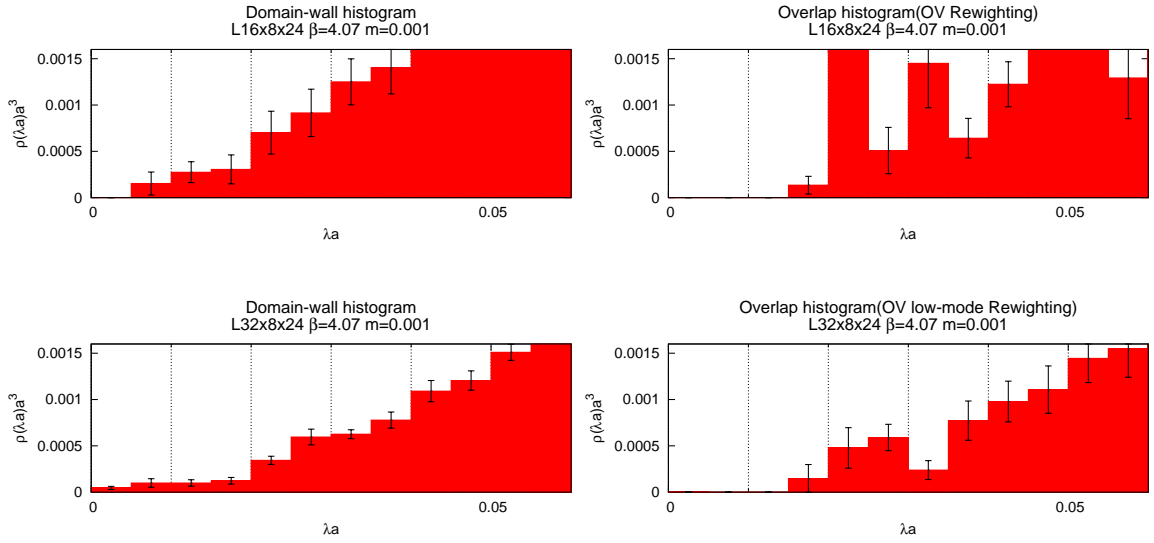 Domain-wall histogram
L16x8x24 β=4.07 m=0.001
ρ(λa)a³
0.0015
0.001
0.0005
0
0
0.05
λa
Overlap histogram(OV Rewighting)
L16x8x24 β=4.07 m=0.001
ρ(λa)a³
0.0015
0.001
0.0005
0
0
0.05
λa
Domain-wall histogram
L32x8x24 β=4.07 m=0.001
ρ(λa)a³
0.0015
0.001
0.0005
0
0
0.05
λa
Overlap histogram(OV low-mode Rewighting)
L32x8x24 β=4.07 m=0.001
ρ(λa)a³
0.0015
0.001
0.0005
0
0
0.05
λa